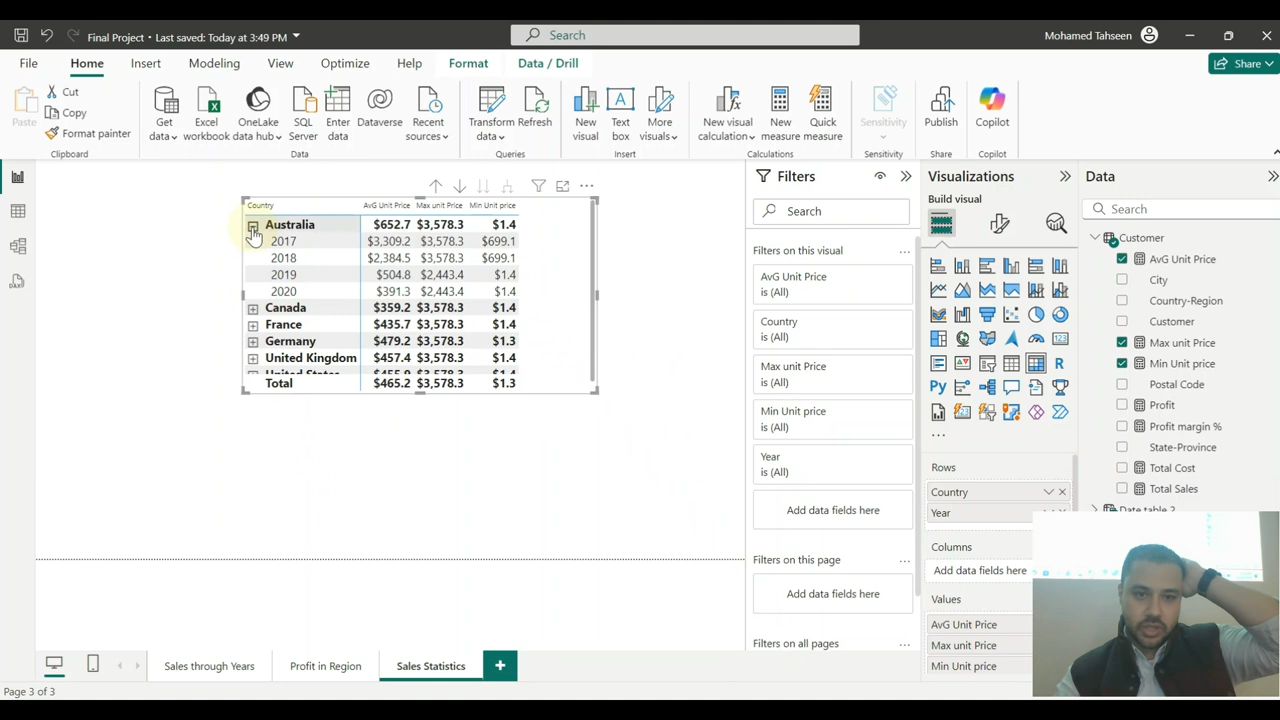 Final Project • Last saved: Today at 3:49 PM
Search
Mohamed Tahseen
File
Home
Insert
Modeling
View
Optimize
Help
Format
Data / Drill
Share
Paste
Cut
Copy
Format painter
Clipboard
Get data
Excel workbook
OneLake data hub
SQL Server
Enter data
Dataverse
Recent sources
Data
Transform data
Refresh
Queries
New visual
Text box
More visuals
Insert
New visual calculation
New measure
Quick measure
Calculations
Sensitivity
Sensitivity
Publish
Share
Copilot
Copilot
Country AvG Unit Price Max unit Price Min Unit price
Australia $652.7 $3,578.3 $1.4
2017 $3,309.2 $3,578.3 $699.1
2018 $2,384.5 $3,578.3 $699.1
2019 $504.8 $2,443.4 $1.4
2020 $391.3 $2,443.4 $1.4
Canada $359.2 $3,578.3 $1.4
France $435.7 $3,578.3 $1.4
Germany $479.2 $3,578.3 $1.3
United Kingdom $457.4 $3,578.3 $1.4
United States $455.9 $3,578.3 $1.4
Total $465.2 $3,578.3 $1.3
Filters
Search
Filters on this visual
AvG Unit Price
is (All)
Country
is (All)
Max unit Price
is (All)
Min Unit price
is (All)
Year
is (All)
Add data fields here
Filters on this page
Add data fields here
Filters on all pages
Visualizations
Build visual
R
Py
Rows
Country
Year
Columns
Add data fields here
Values
AvG Unit Price
Max unit Price
Min Unit price
Data
Search
Customer
AvG Unit Price
City
Country-Region
Customer
Max unit Price
Min Unit price
Postal Code
Profit
Profit margin %
State-Province
Total Cost
Total Sales
Date table 2
Sales through Years
Profit in Region
Sales Statistics
Page 3 of 3